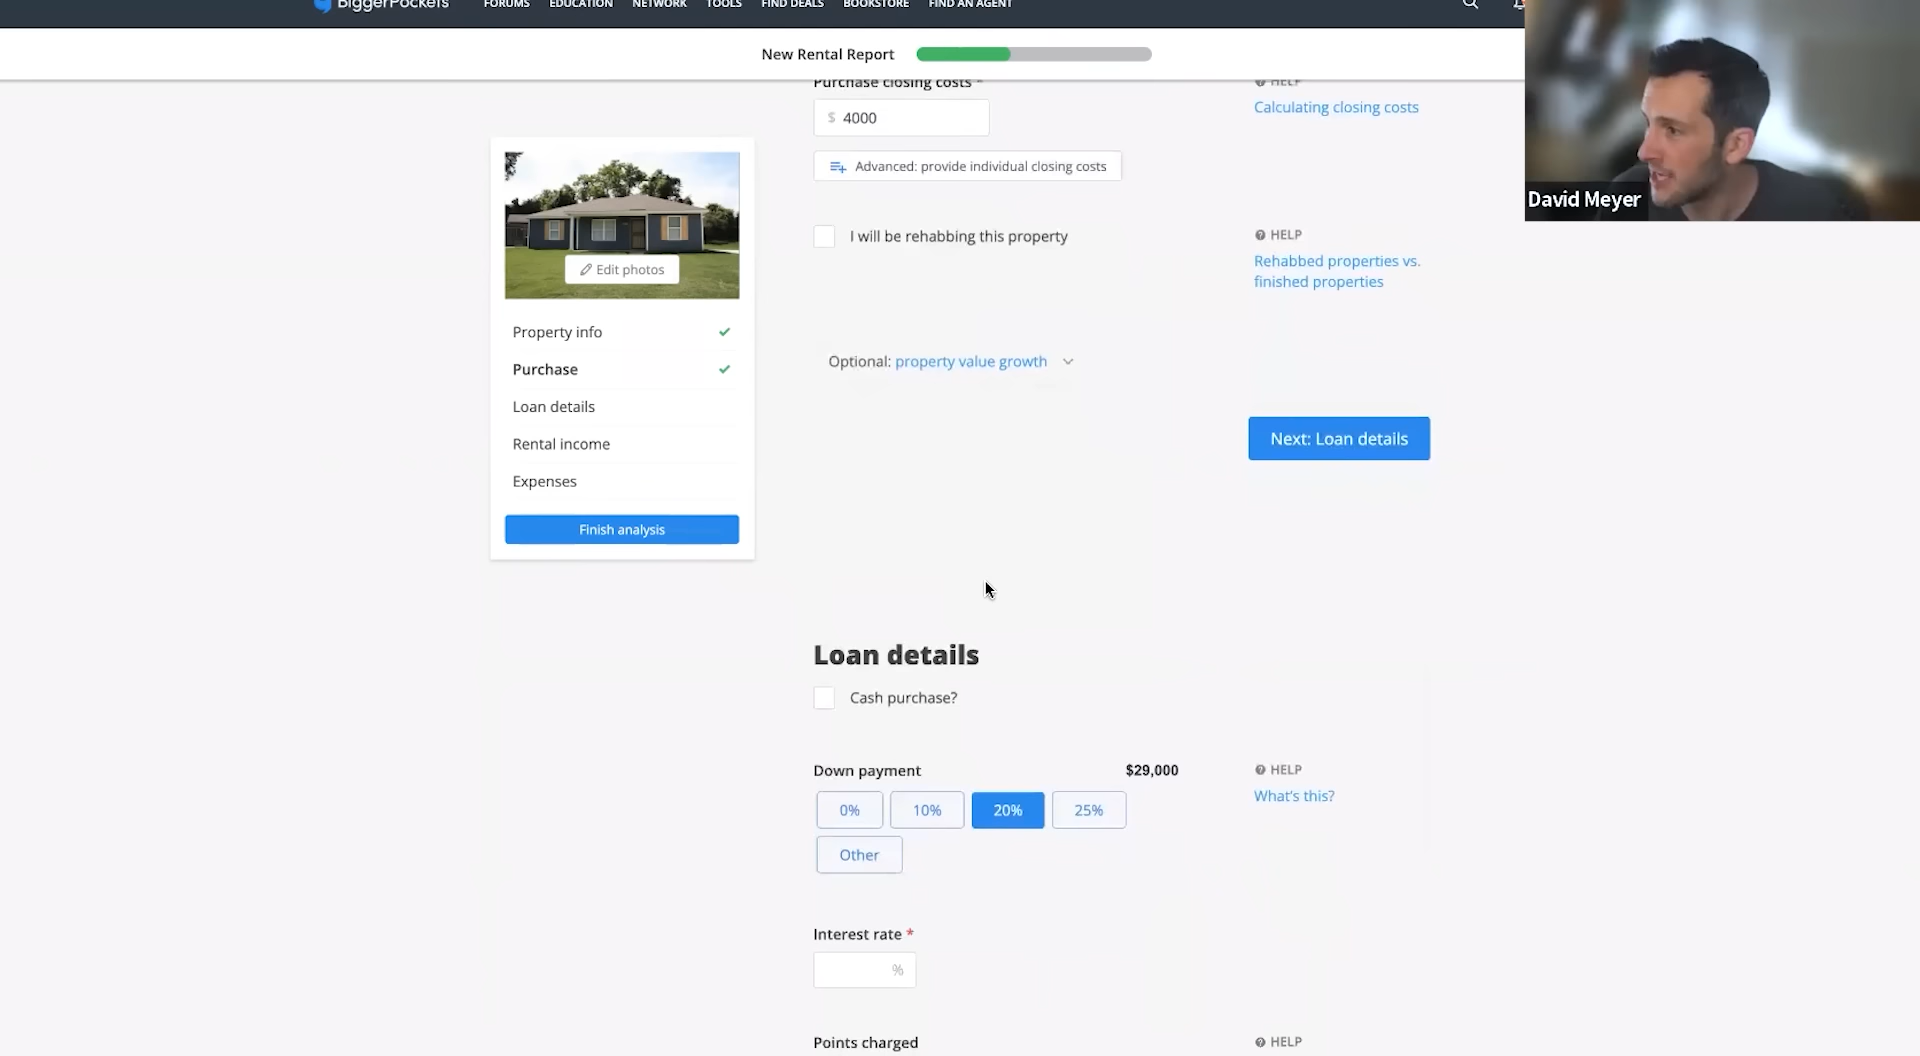 BiggerPockets
FORUMS EDUCATION NETWORK TOOLS FIND DEALS BOOKSTORE FIND AN AGENT
New Rental Report
Purchase closing costs *
HELP
Calculating closing costs
$ 4000
Advanced: provide individual closing costs
David Meyer
I will be rehabbing this property
HELP
Rehabbed properties vs.
finished properties
Edit photos
Property info
Purchase
Loan details
Rental income
Expenses
Finish analysis
Optional: property value growth
Next: Loan details
Loan details
Cash purchase?
Down payment $29,000
HELP
What's this?
0% 10% 20% 25%
Other
Interest rate *
%
Points charged
HELP